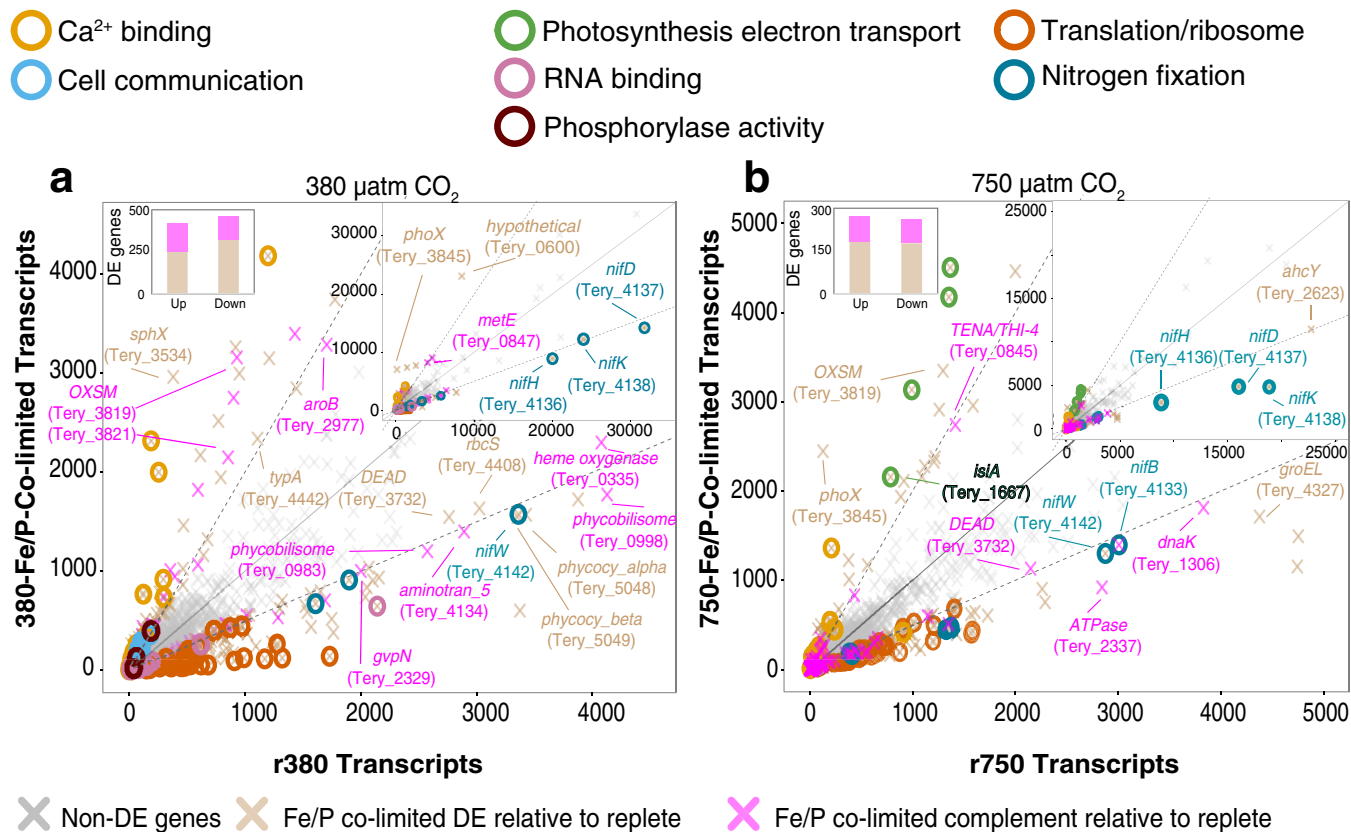 Ca²⁺ binding
Photosynthesis electron transport
Translation/ribosome
Cell communication
RNA binding
Nitrogen fixation
Phosphorylase activity
a
380 µatm CO₂
380-Fe/P-Co-limited Transcripts
4000
3000
2000
1000
0
0
1000
2000
3000
4000
r380 Transcripts
DE genes
500
250
0
Up
Down
30000
20000
10000
0
0
10000
20000
30000
phoX
(Tery_3845)
hypothetical
(Tery_0600)
nifD
(Tery_4137)
metE
(Tery_0847)
nifK
(Tery_4138)
nifH
(Tery_4136)
sphX
(Tery_3534)
OXSM
(Tery_3819)
(Tery_3821)
aroB
(Tery_2977)
typA
(Tery_4442)
DEAD
(Tery_3732)
rbcS
(Tery_4408)
heme oxygenase
(Tery_0335)
phycobilisome
(Tery_0998)
phycobilisome
(Tery_0983)
nifW
(Tery_4142)
phycocy_alpha
(Tery_5048)
aminotran_5
(Tery_4134)
phycocy_beta
(Tery_5049)
gvpN
(Tery_2329)
b
750 µatm CO₂
750-Fe/P-Co-limited Transcripts
5000
4000
3000
2000
1000
0
0
1000
2000
3000
4000
5000
r750 Transcripts
DE genes
300
150
0
Up
Down
25000
15000
5000
0
0
5000
15000
25000
ahcY
(Tery_2623)
nifH
(Tery_4136)
nifD
(Tery_4137)
nifK
(Tery_4138)
TENA/THI-4
(Tery_0845)
OXSM
(Tery_3819)
phoX
(Tery_3845)
isiA
(Tery_1667)
nifB
(Tery_4133)
groEL
(Tery_4327)
nifW
(Tery_4142)
DEAD
(Tery_3732)
dnaK
(Tery_1306)
ATPase
(Tery_2337)
Non-DE genes
Fe/P co-limited DE relative to replete
Fe/P co-limited complement relative to replete